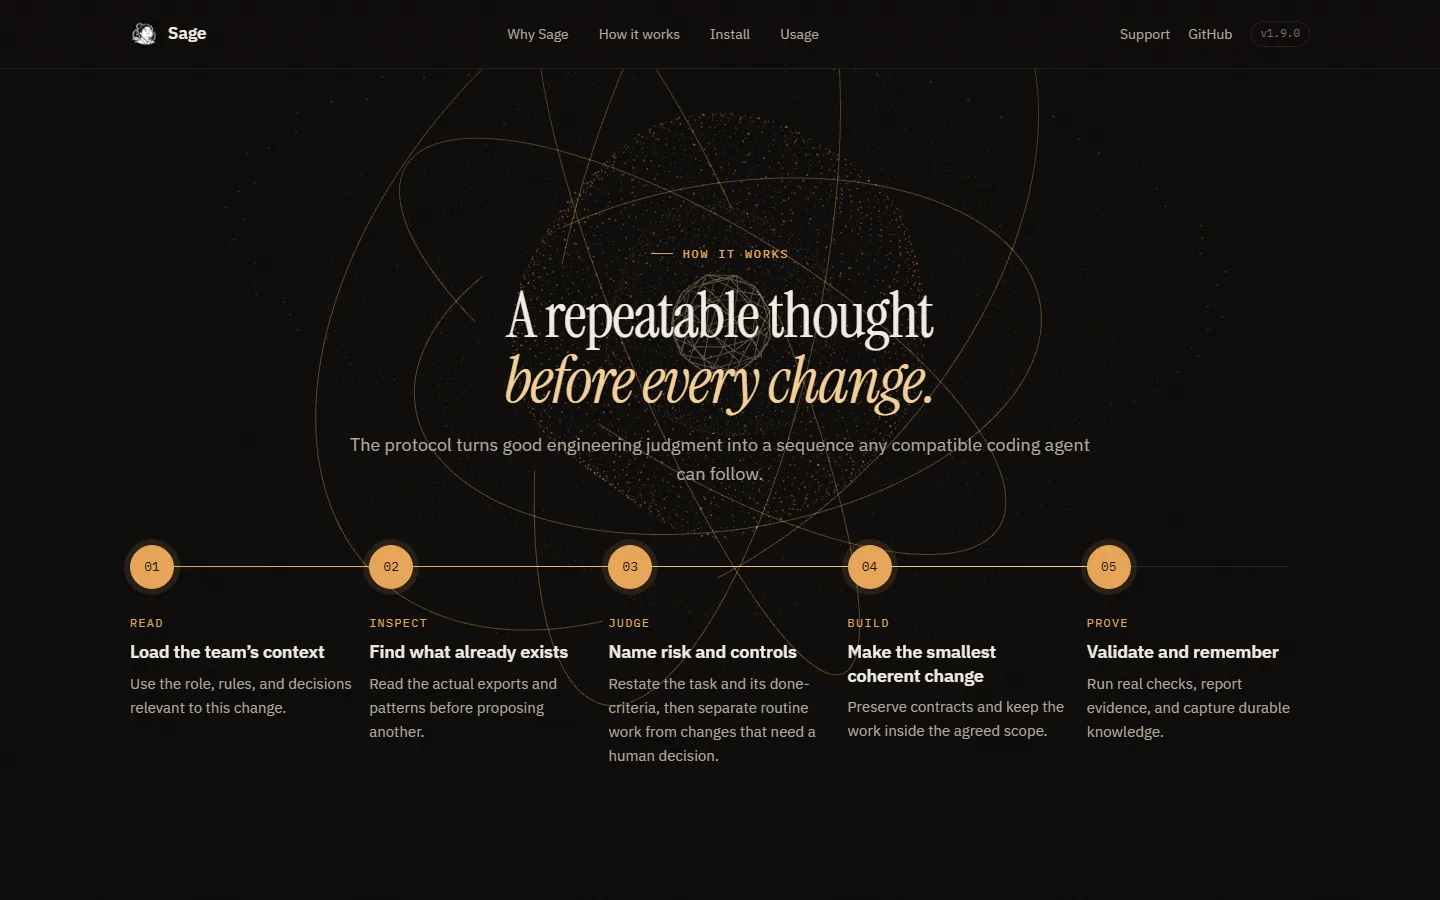 Sage
Why Sage
How it works
Install
Usage
Support
GitHub
v1.9.0
HOW IT WORKS
A repeatable thought
before every change.
The protocol turns good engineering judgment into a sequence any compatible coding agent
can follow.
01
READ
Load the team’s context
Use the role, rules, and decisions
relevant to this change.
02
INSPECT
Find what already exists
Read the actual exports and
patterns before proposing
another.
03
JUDGE
Name risk and controls
Restate the task and its done-
criteria, then separate routine
work from changes that need a
human decision.
04
BUILD
Make the smallest
coherent change
Preserve contracts and keep the
work inside the agreed scope.
05
PROVE
Validate and remember
Run real checks, report
evidence, and capture durable
knowledge.